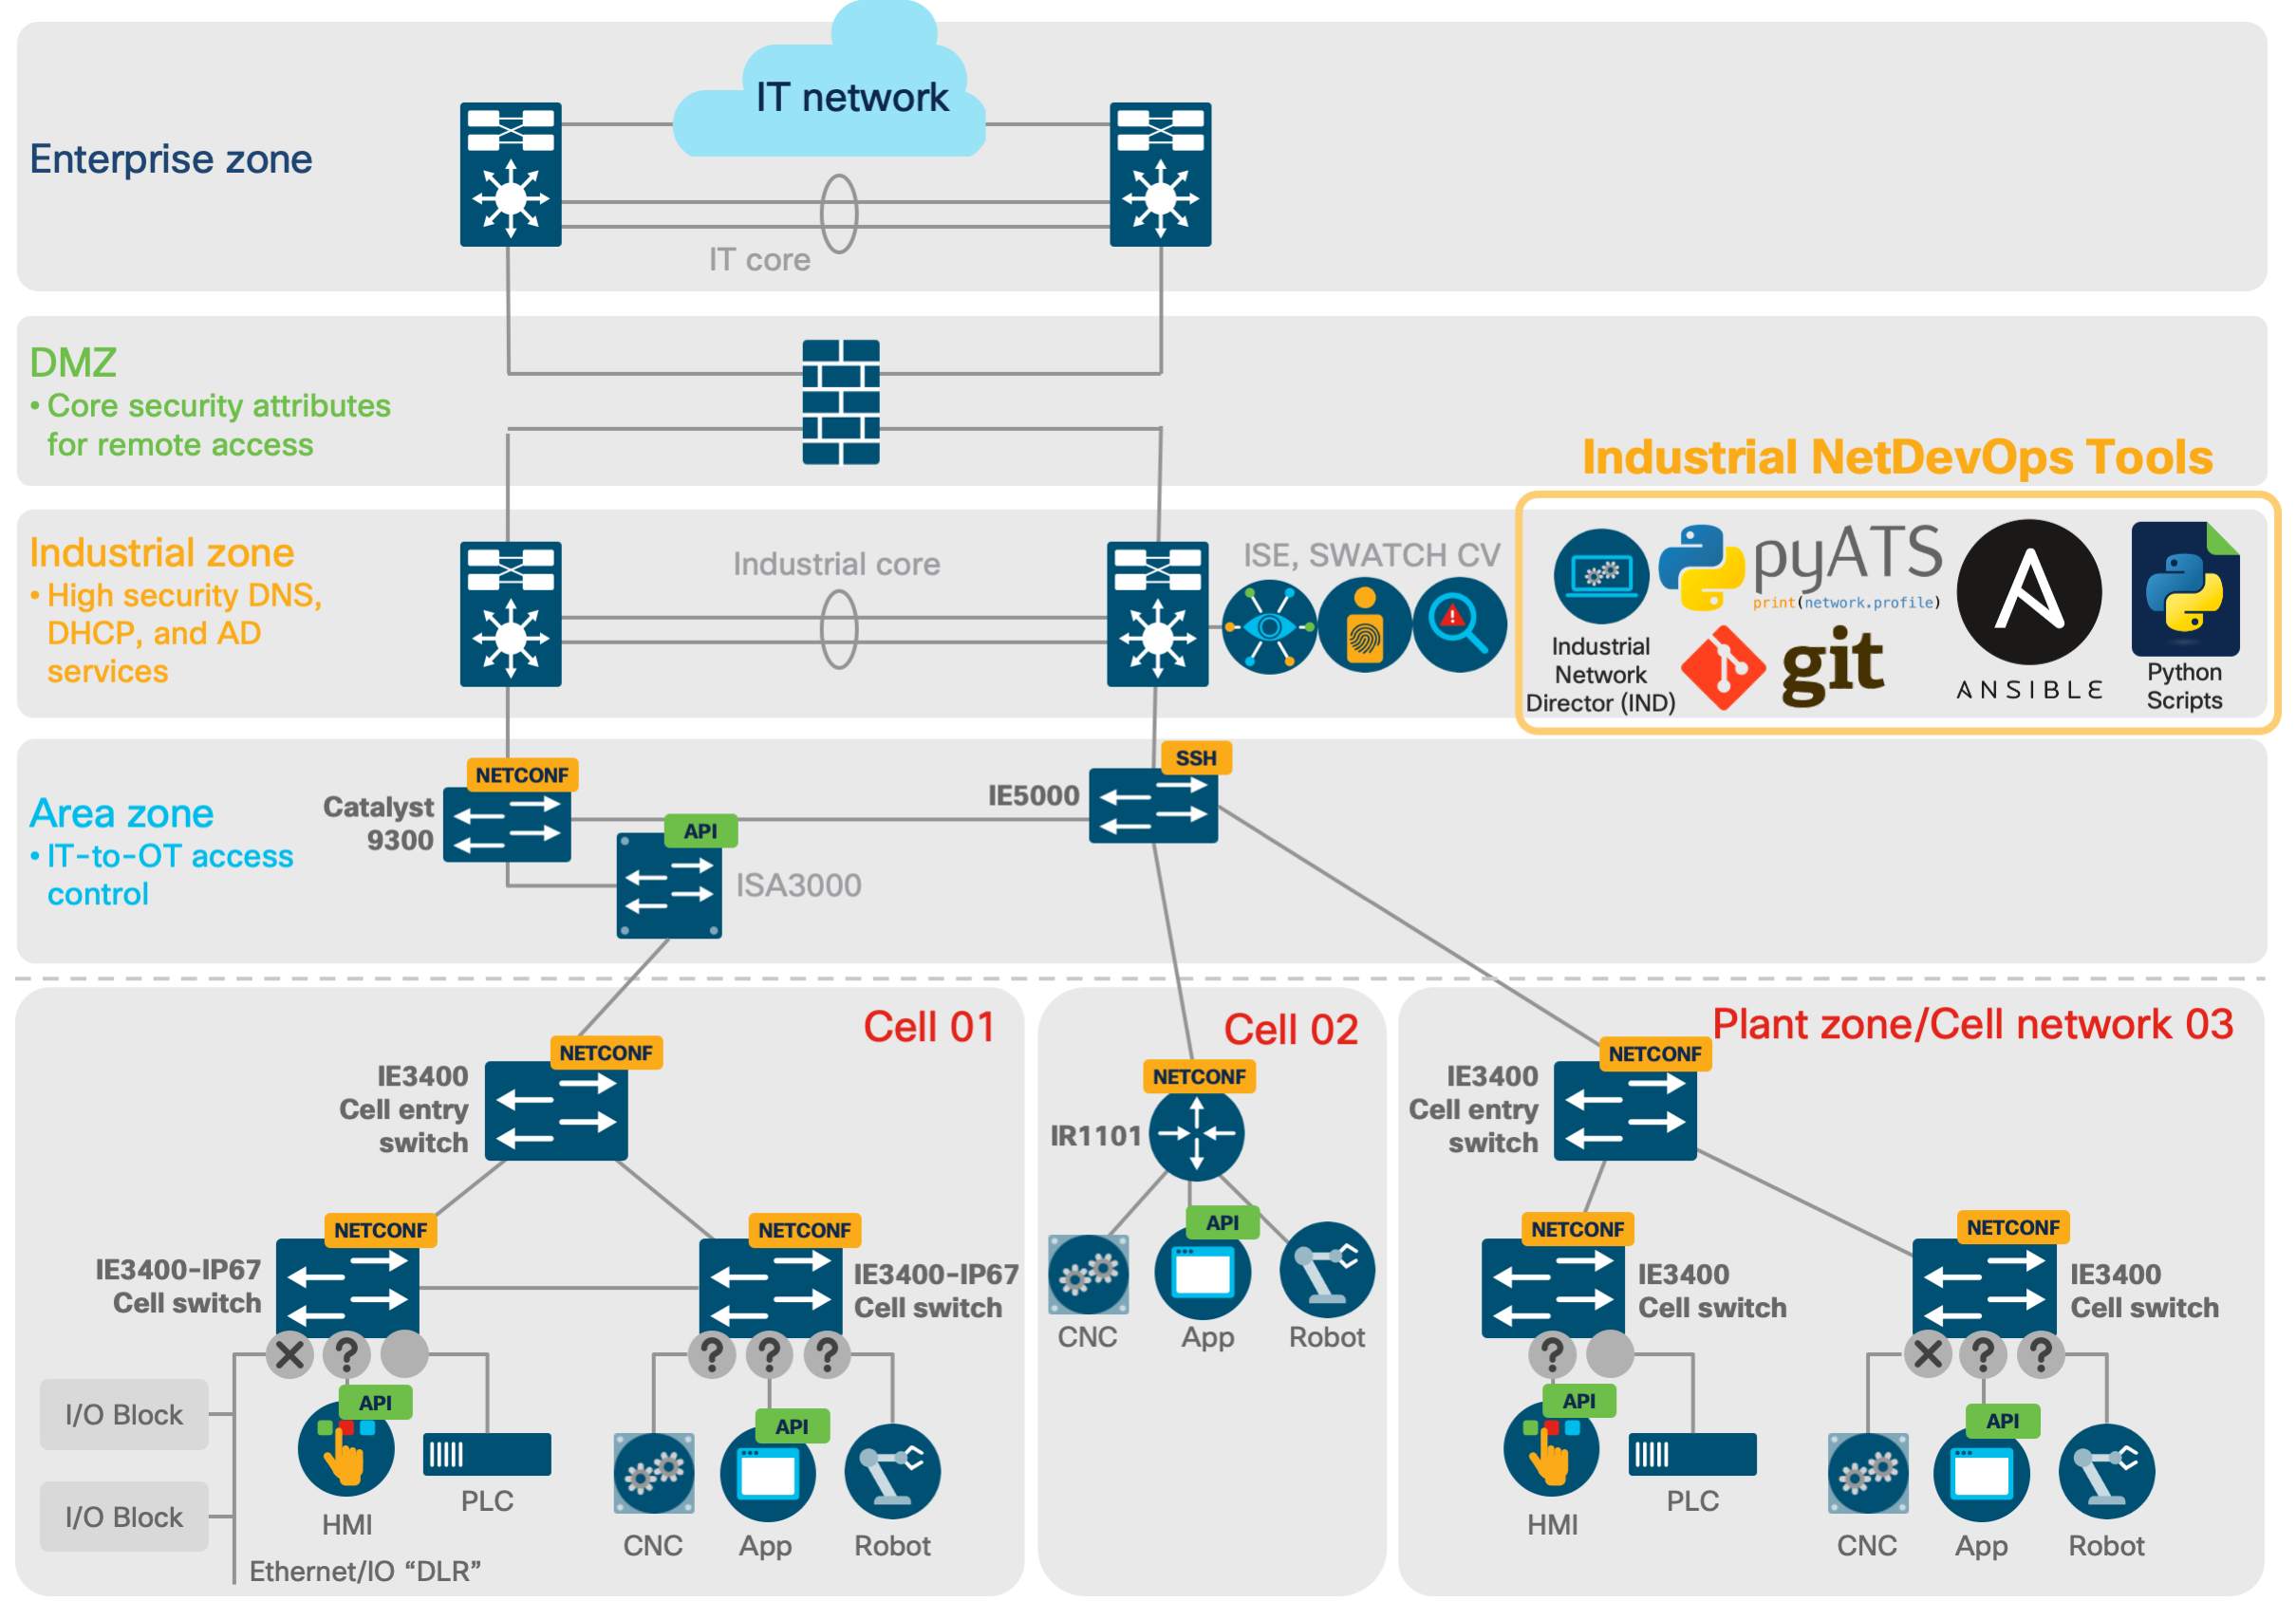 IT network
Enterprise zone
IT core
DMZ
• Core security attributes
for remote access
Industrial NetDevOps Tools
Industrial zone
• High security DNS,
DHCP, and AD
services
Industrial core
ISE, SWATCH CV
pyATS
print(network.profile)
Industrial
Network
Director (IND)
git
ANSIBLE
Python
Scripts
Area zone
• IT-to-OT access
control
NETCONF
Catalyst
9300
API
ISA3000
SSH
IE5000
Cell 01
NETCONF
IE3400
Cell entry
switch
NETCONF
IE3400-IP67
Cell switch
NETCONF
IE3400-IP67
Cell switch
?
? ? ?
I/O Block
I/O Block
API
HMI
PLC
Ethernet/IO “DLR”
CNC
API
App
Robot
Cell 02
NETCONF
IR1101
CNC
API
App
Robot
Plant zone/Cell network 03
NETCONF
IE3400
Cell entry
switch
NETCONF
IE3400
Cell switch
NETCONF
IE3400
Cell switch
?
? ?
API
HMI
PLC
CNC
API
App
Robot